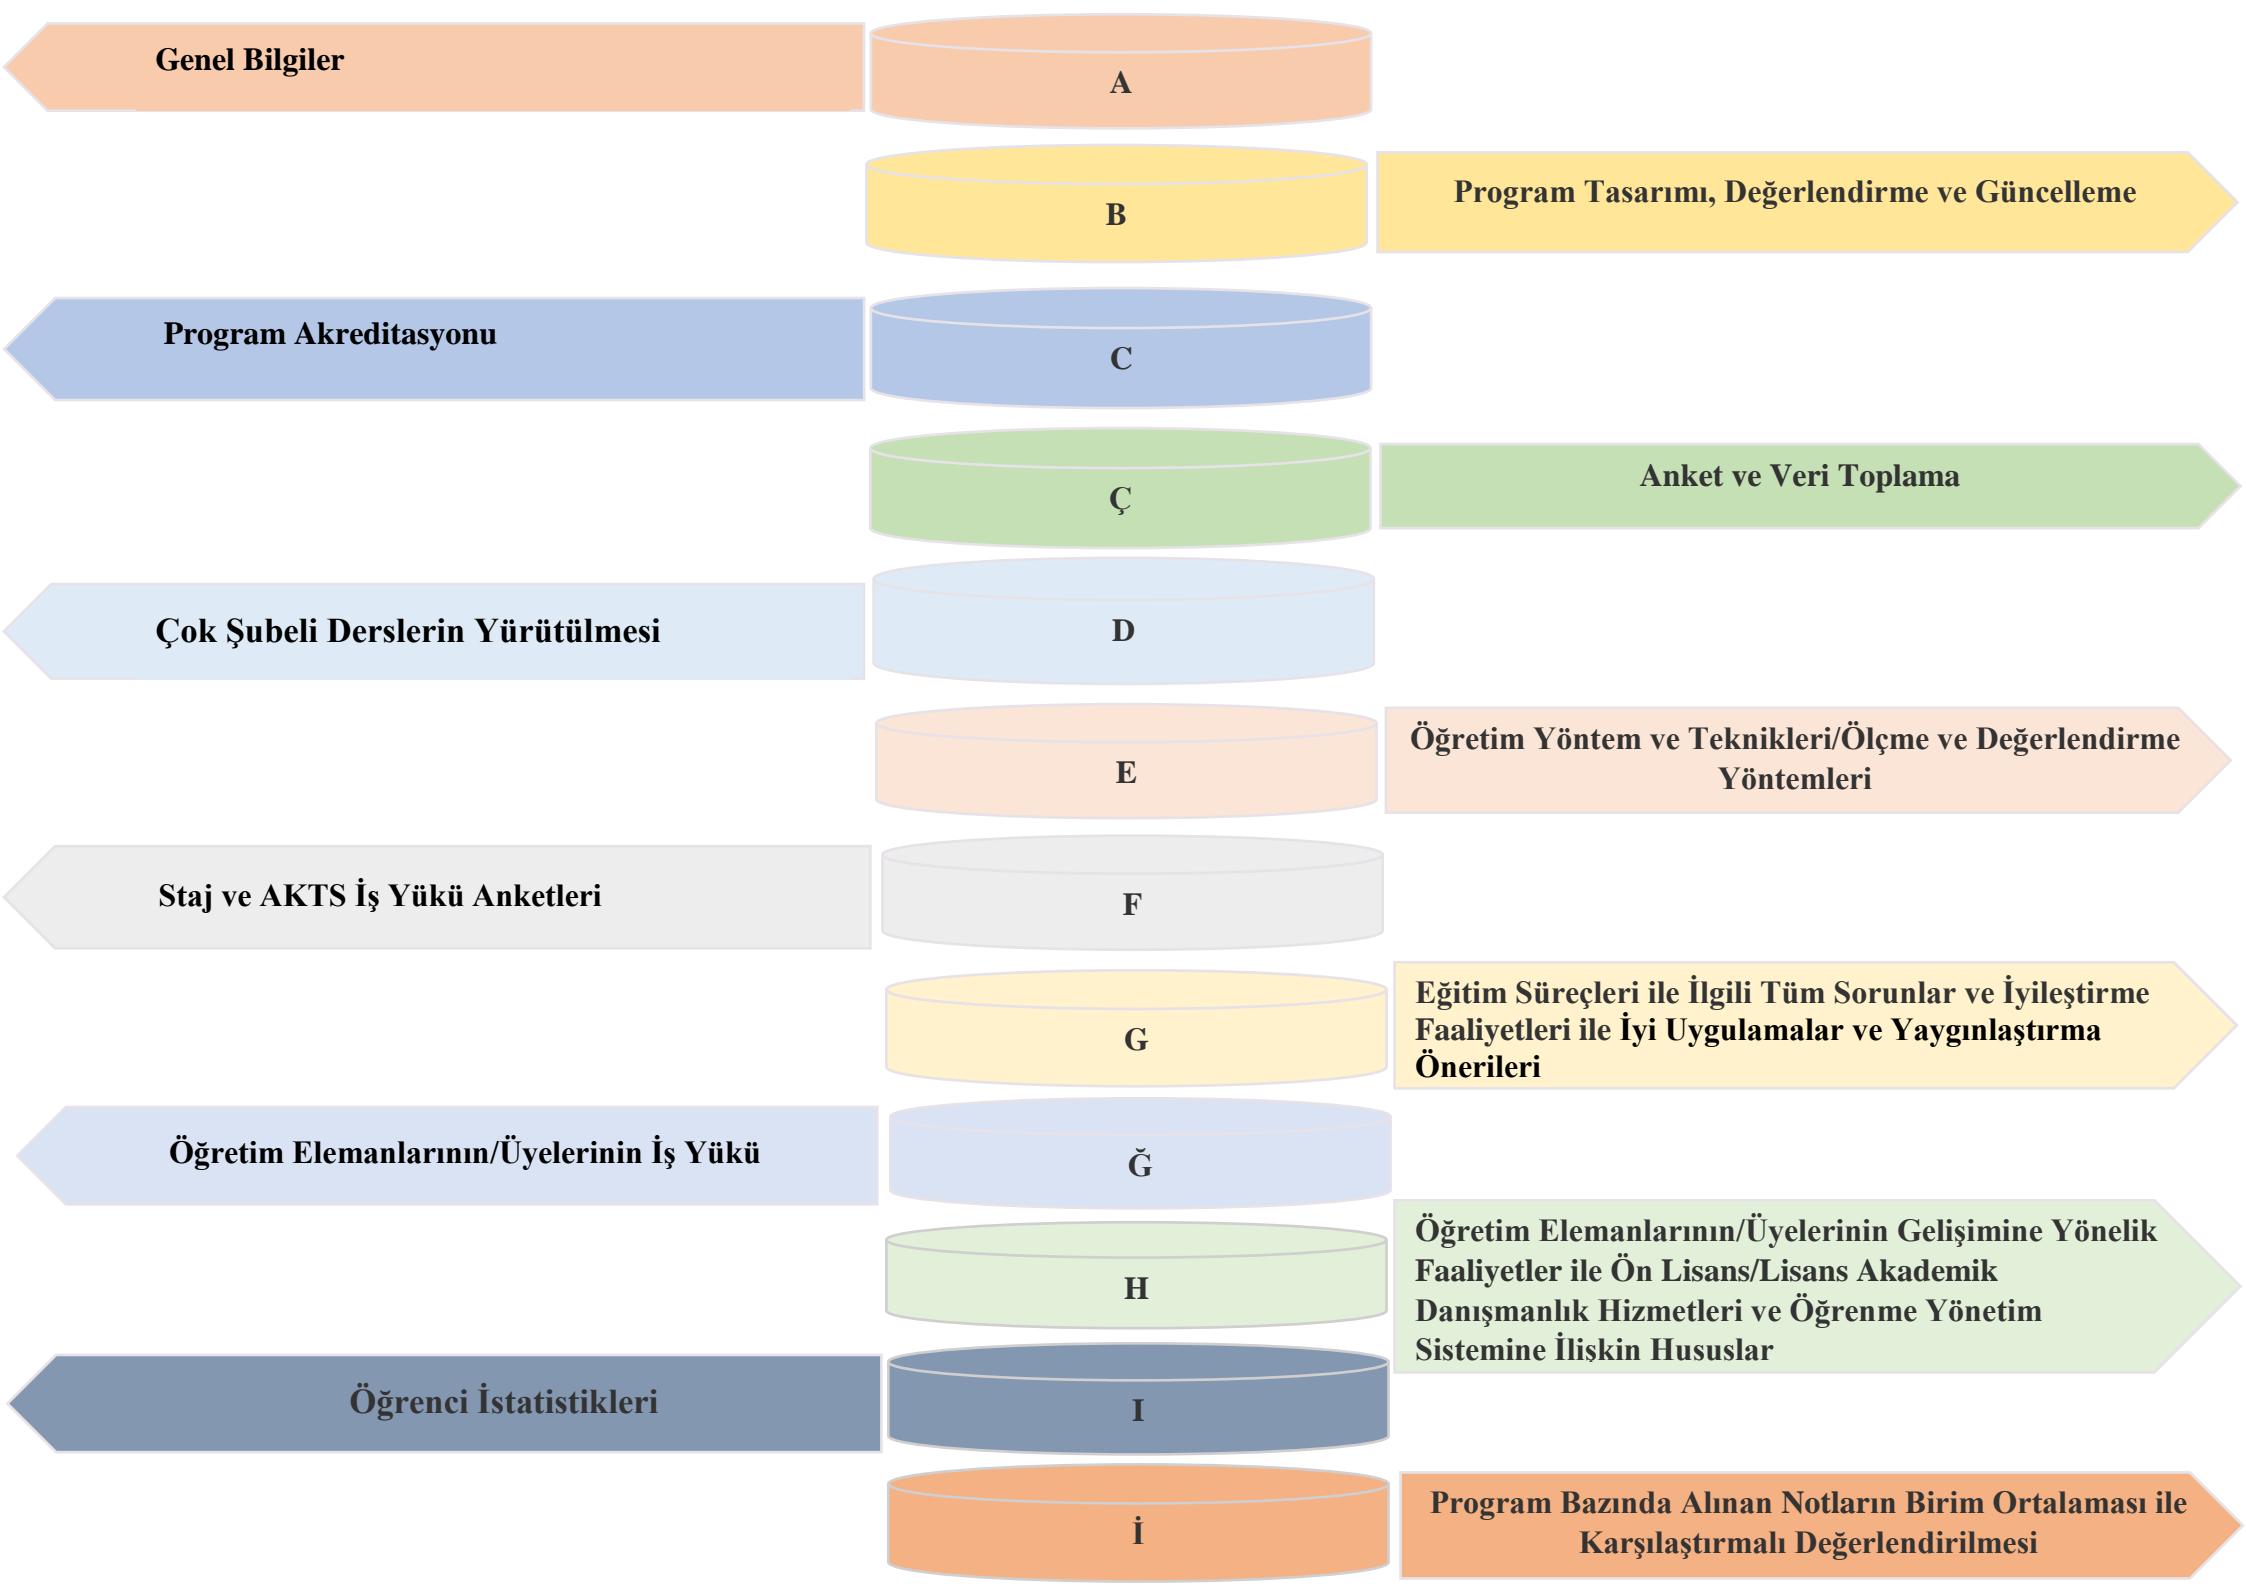 Genel Bilgiler
A
B
Program Tasarımı, Değerlendirme ve Güncelleme
Program Akreditasyonu
C
Ç
Anket ve Veri Toplama
Çok Şubeli Derslerin Yürütülmesi
D
E
Öğretim Yöntem ve Teknikleri/Ölçme ve Değerlendirme
Yöntemleri
Staj ve AKTS İş Yükü Anketleri
F
G
Eğitim Süreçleri ile İlgili Tüm Sorunlar ve İyileştirme
Faaliyetleri ile İyi Uygulamalar ve Yaygınlaştırma
Önerileri
Öğretim Elemanlarının/Üyelerinin İş Yükü
Ğ
H
Öğretim Elemanlarının/Üyelerinin Gelişimine Yönelik
Faaliyetler ile Ön Lisans/Lisans Akademik
Danışmanlık Hizmetleri ve Öğrenme Yönetim
Sistemine İlişkin Hususlar
Öğrenci İstatistikleri
I
İ
Program Bazında Alınan Notların Birim Ortalaması ile
Karşılaştırmalı Değerlendirilmesi